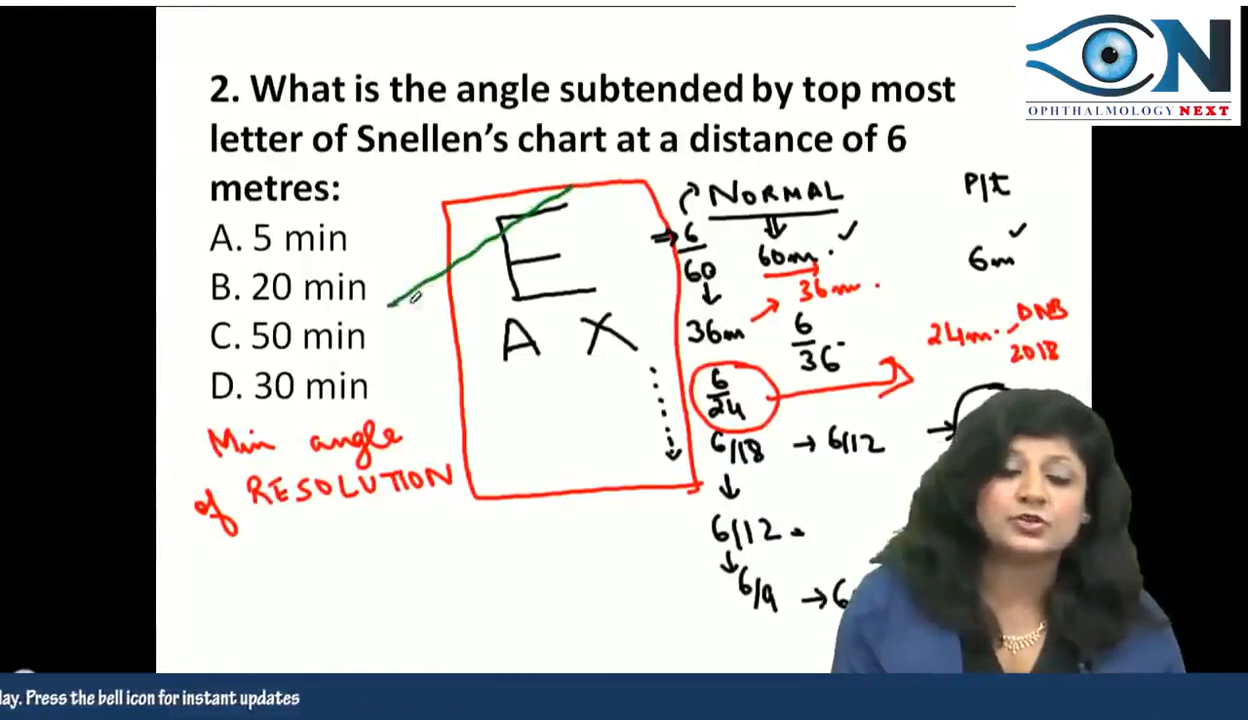 ON
OPHTHALMOLOGY NEXT
2. What is the angle subtended by top most
letter of Snellen's chart at a distance of 6
metres:
A. 5 min
B. 20 min
C. 50 min
D. 30 min
Min angle
of RESOLUTION
E
A X
NORMAL
P/t
6/60
60m.
6m
36m.
36m
6/36
24m.
DNB
2018
6/24
6/18 → 6/12
6/12
6/9 → 6
day. Press the bell icon for instant updates